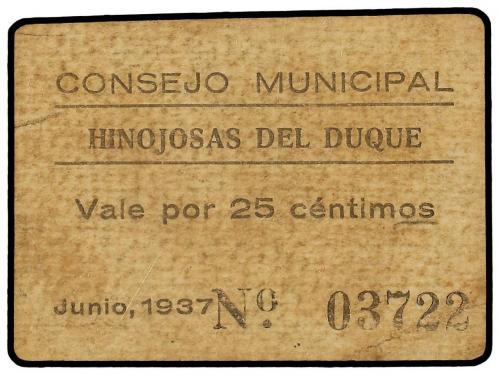 CONSEJO MUNICIPAL
HINOJOSAS DEL DUQUE
Vale por 25 céntimos
Junio, 1937 Nº. 03722